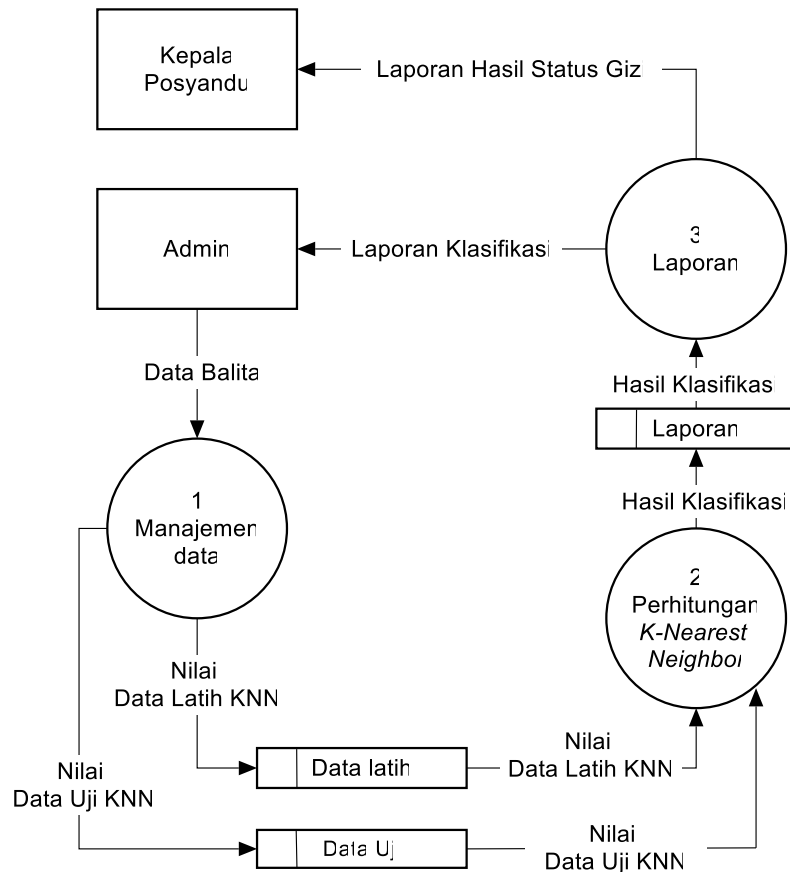 Kepala
Posyandu
Laporan Hasil Status Gizi
Admin
Laporan Klasifikasi
3
Laporan
Data Balita
Hasil Klasifikasi
Laporan
Hasil Klasifikasi
1
Manajemen
data
2
Perhitungan
K-Nearest
Neighbor
Nilai
Data Latih KNN
Data latih
Nilai
Data Latih KNN
Nilai
Data Uji KNN
Data Uji
Nilai
Data Uji KNN